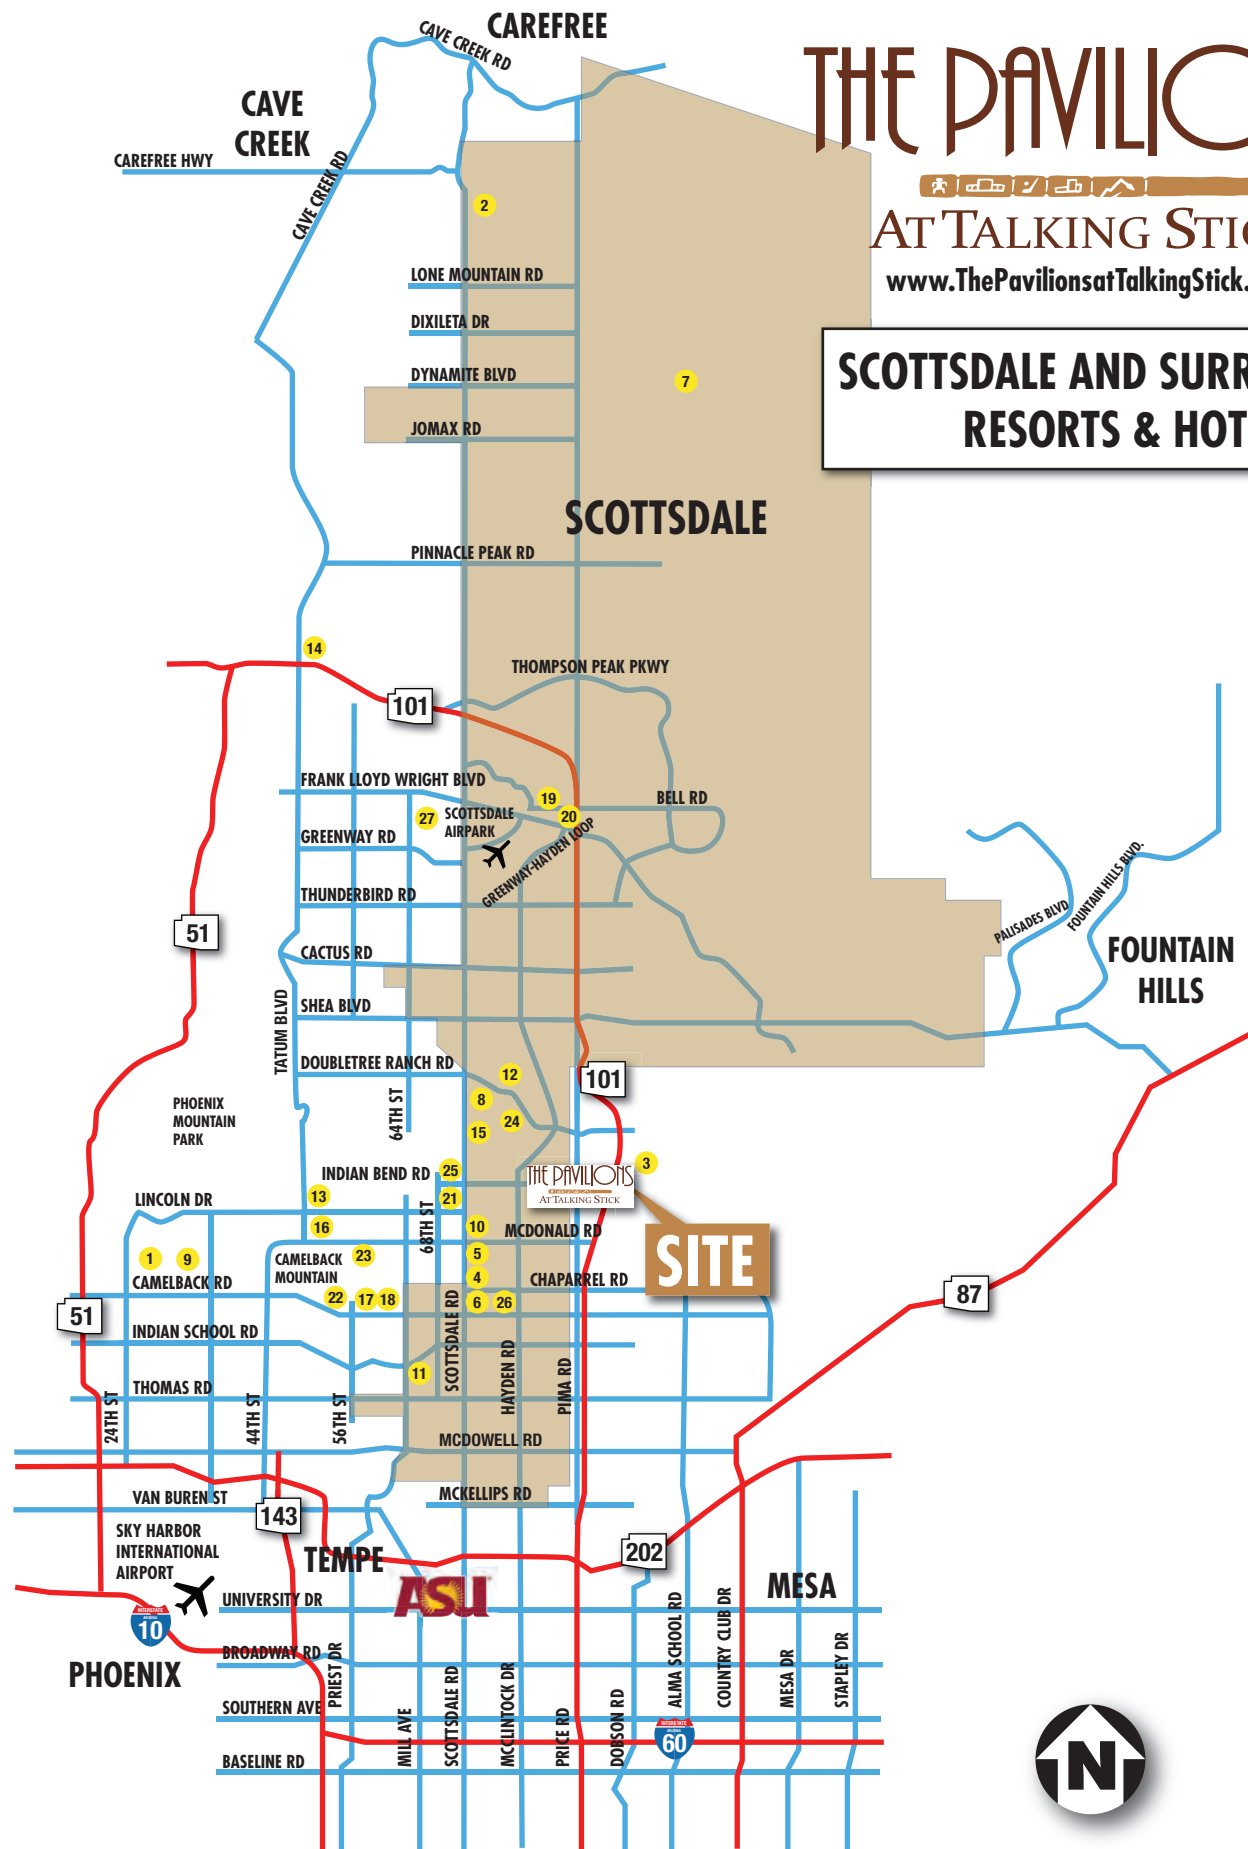 CAREFREE
CAVE CREEK RD
THE PAVILIO
CAVE
CREEK
CAREFREE HWY
CAVE CREEK RD
2
AT TALKING STI
www.ThePavilionsatTalkingStick.
LONE MOUNTAIN RD
DIXILETA DR
SCOTTSDALE AND SURR
RESORTS & HOT
DYNAMITE BLVD
7
JOMAX RD
SCOTTSDALE
PINNACLE PEAK RD
14
THOMPSON PEAK PKWY
101
FRANK LLOYD WRIGHT BLVD
19
BELL RD
27
SCOTTSDALE
AIRPARK
20
GREENWAY RD
GREENWAY-HAYDEN LOOP
THUNDERBIRD RD
51
PALISADES BLVD
FOUNTAIN HILLS BLVD.
CACTUS RD
FOUNTAIN
HILLS
SHEA BLVD
TATUM BLVD
DOUBLETREE RANCH RD
12
101
8
64TH ST
PHOENIX
MOUNTAIN
PARK
24
15
INDIAN BEND RD
25
THE PAVILIONS
AT TALKING STICK
3
LINCOLN DR
13
21
68TH ST
16
10
MCDONALD RD
SITE
1
9
CAMELBACK
MOUNTAIN
23
5
CAMELBACK RD
4
CHAPARREL RD
87
22
17
18
6
26
51
INDIAN SCHOOL RD
SCOTTSDALE RD
HAYDEN RD
PIMA RD
11
THOMAS RD
24TH ST
44TH ST
56TH ST
MCDOWELL RD
VAN BUREN ST
MCKELLIPS RD
143
SKY HARBOR
INTERNATIONAL
AIRPORT
TEMPE
202
ASU
MESA
UNIVERSITY DR
INTERSTATE
ARIZONA
10
BROADWAY RD
PHOENIX
PRIEST DR
MILL AVE
SCOTTSDALE RD
MCCLINTOCK DR
PRICE RD
DOBSON RD
ALMA SCHOOL RD
COUNTRY CLUB DR
MESA DR
STAPLEY DR
SOUTHERN AVE
INTERSTATE
ARIZONA
60
BASELINE RD
N